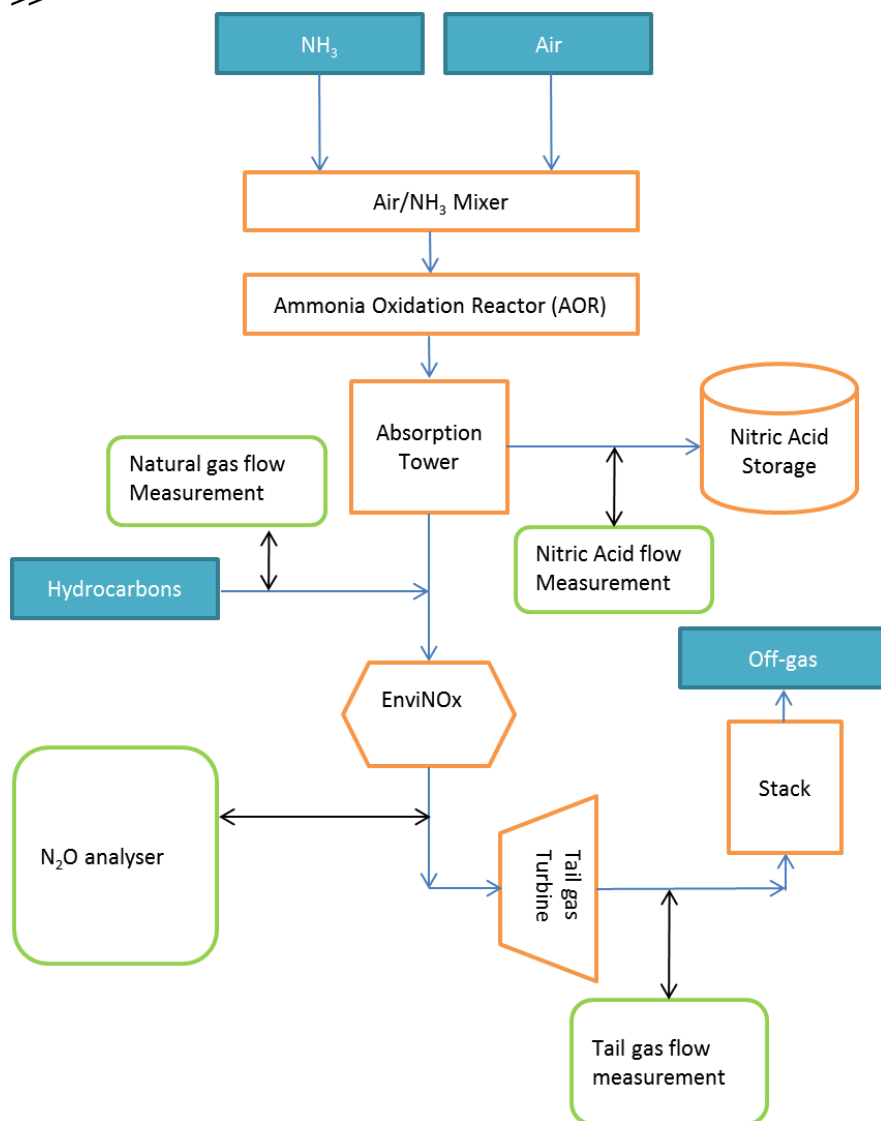 NH₃
Air
Air/NH₃ Mixer
Ammonia Oxidation Reactor (AOR)
Absorption
Tower
Nitric Acid
Storage
Natural gas flow
Measurement
Nitric Acid flow
Measurement
Hydrocarbons
Off-gas
EnviNOx
Stack
N₂O analyser
Tail gas
Turbine
Tail gas flow
measurement